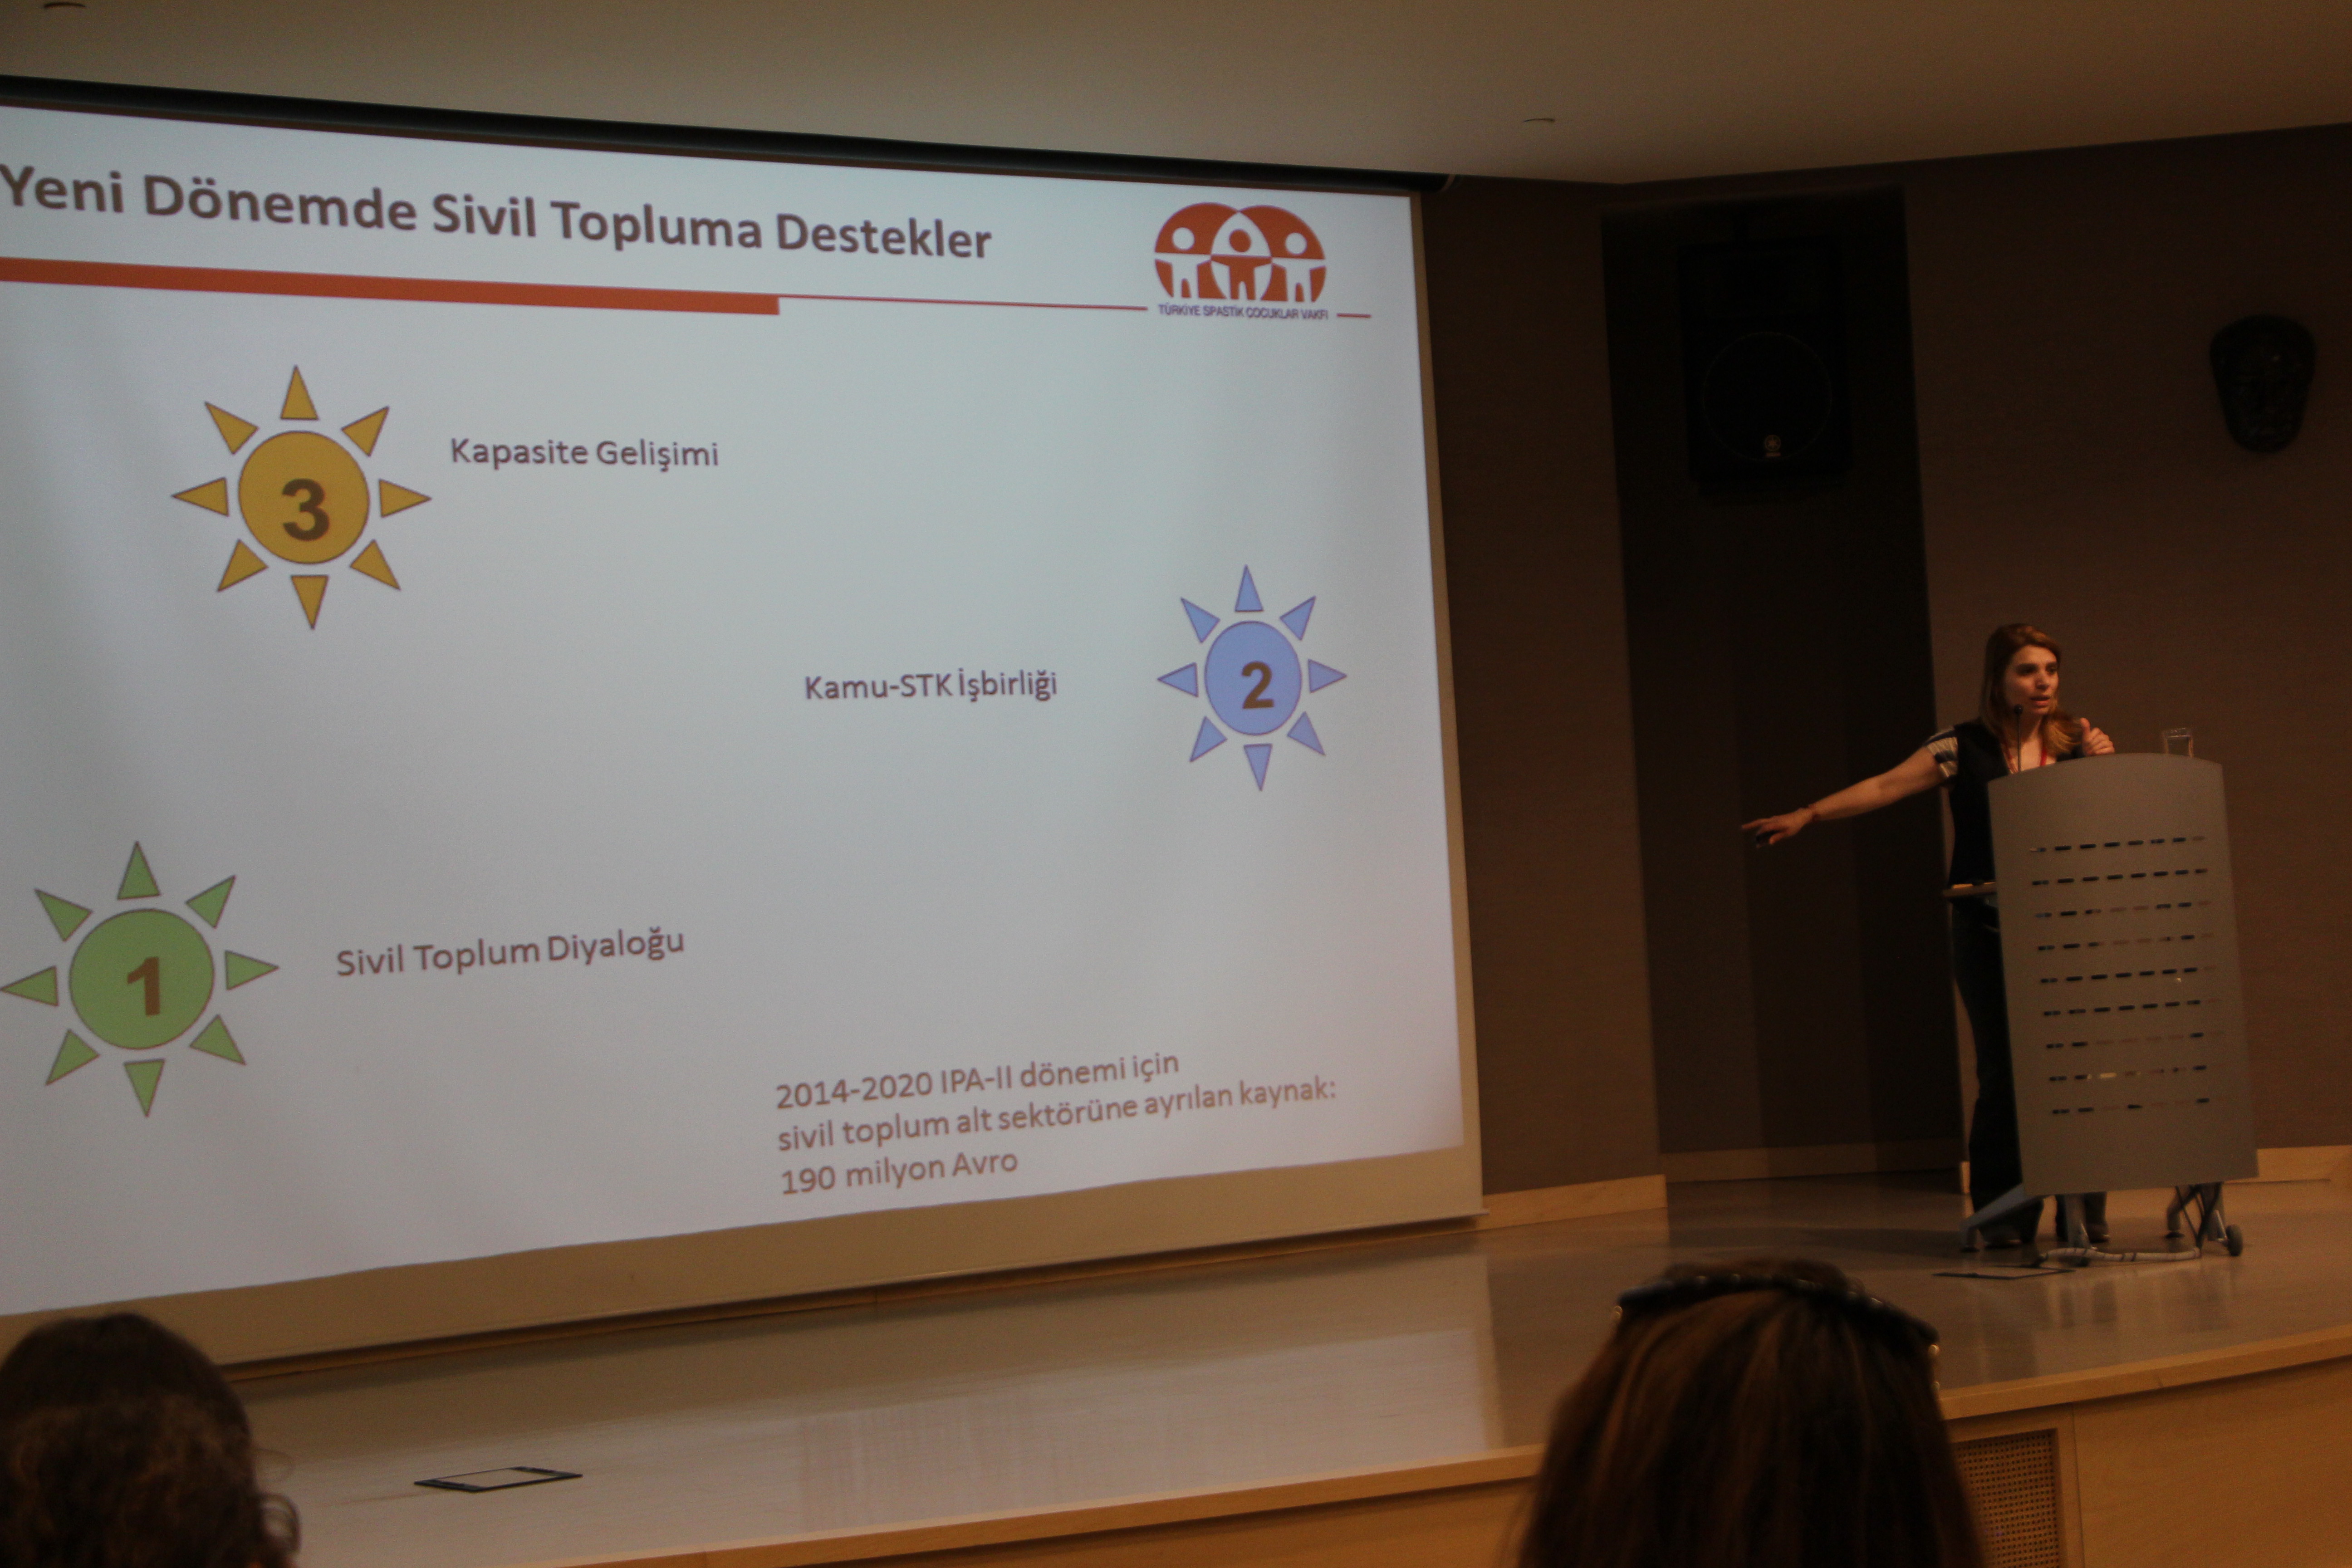 Yeni Dönemde Sivil Topluma Destekler
TÜRKİYE SPASTİK ÇOCUKLAR VAKFI
3
Kapasite Gelişimi
Kamu-STK İşbirliği
2
1
Sivil Toplum Diyaloğu
2014-2020 IPA-II dönemi için
sivil toplum alt sektörüne ayrılan kaynak:
190 milyon Avro